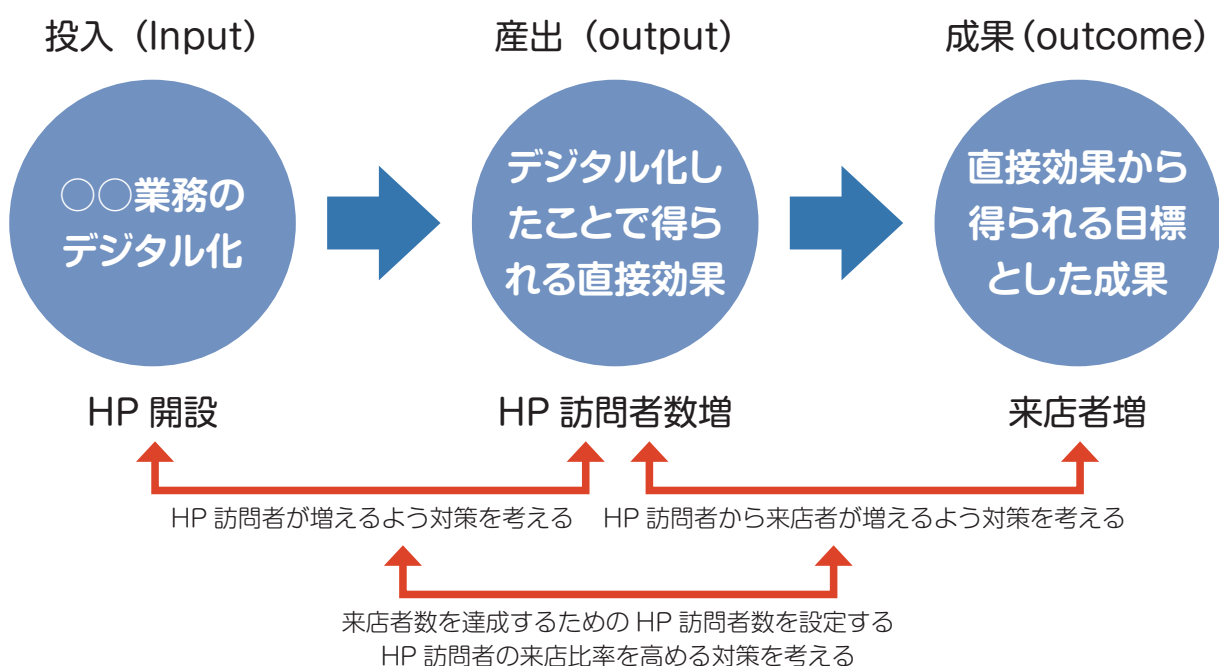 投入（Input）
産出（output）
成果（outcome）
○○業務の
デジタル化
デジタル化し
たことで得ら
れる直接効果
直接効果から
得られる目標
とした成果
HP 開設
HP 訪問者数増
来店者増
HP 訪問者が増えるよう対策を考える
HP 訪問者から来店者が増えるよう対策を考える
来店者数を達成するための HP 訪問者数を設定する
HP 訪問者の来店比率を高める対策を考える